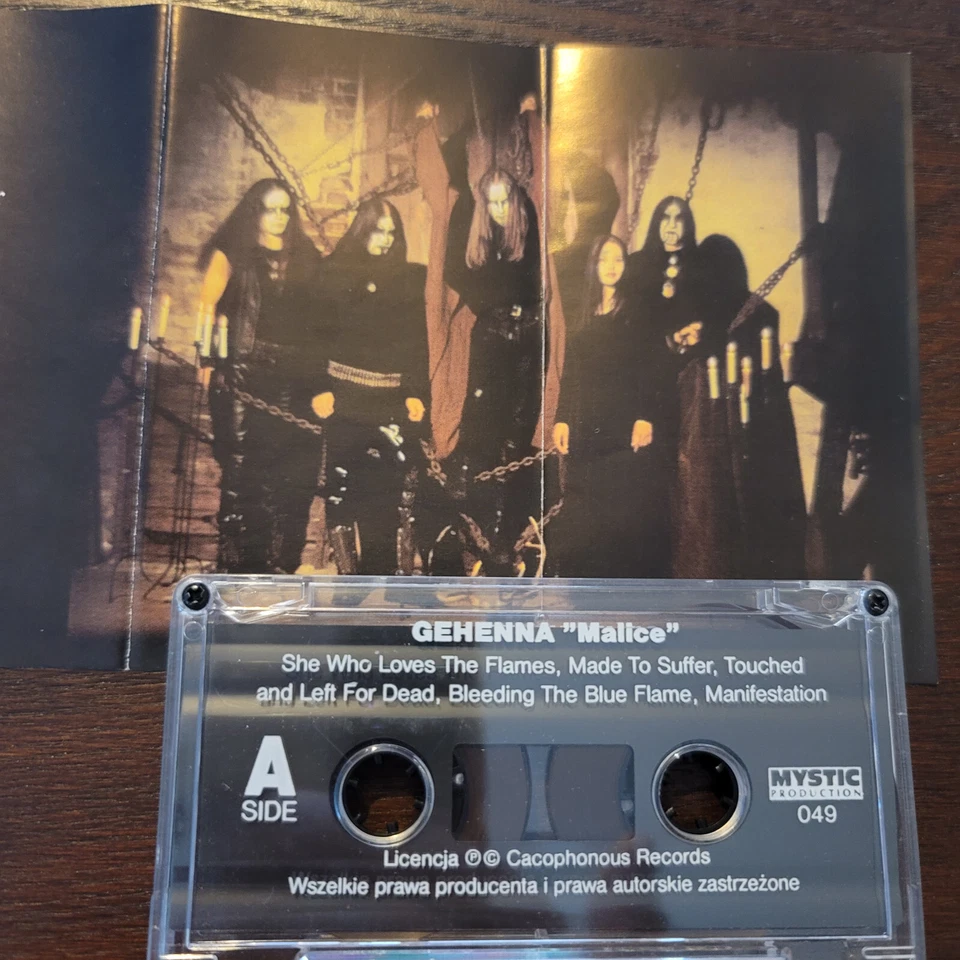 GEHENNA "Malice"
She Who Loves The Flames, Made To Suffer, Touched
and Left For Dead, Bleeding The Blue Flame, Manifestation
A
SIDE
MYSTIC
PRODUCTION
049
Licencja ℗© Cacophonous Records
Wszelkie prawa producenta i prawa autorskie zastrzeżone